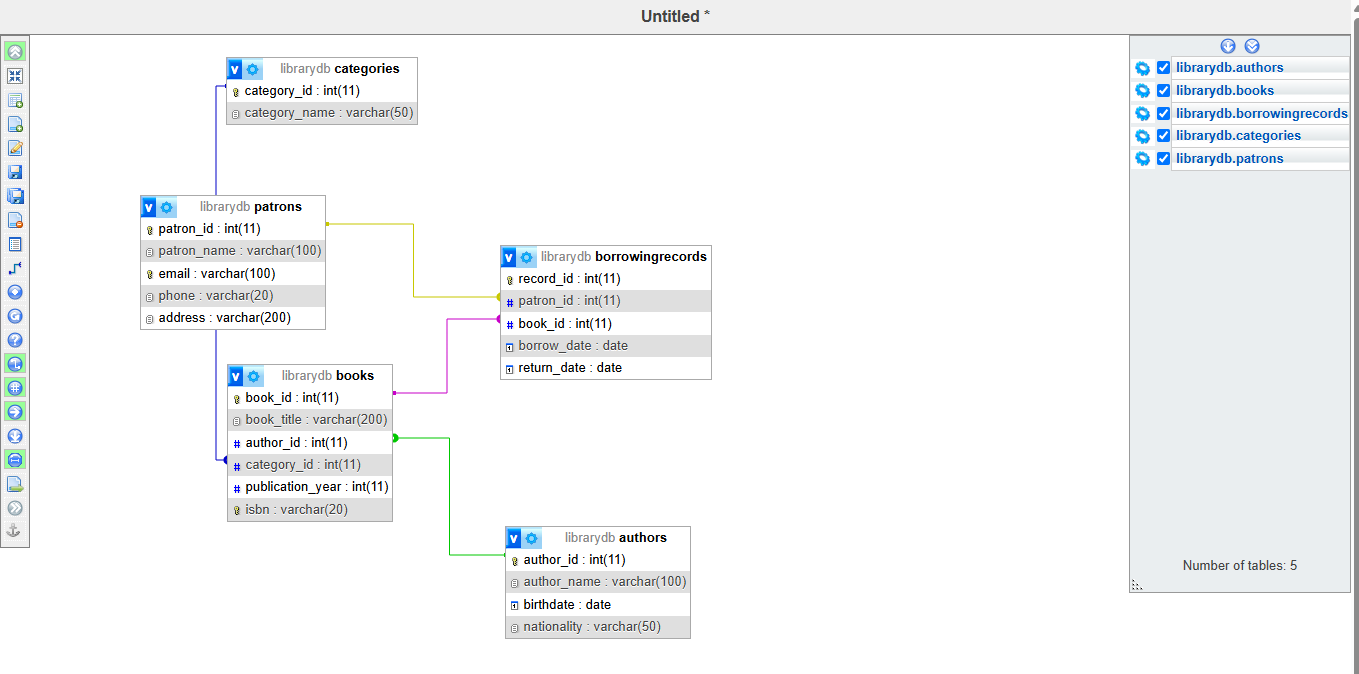 Untitled *
librarydb categories
category_id : int(11)
category_name : varchar(50)
librarydb patrons
patron_id : int(11)
patron_name : varchar(100)
email : varchar(100)
phone : varchar(20)
address : varchar(200)
librarydb borrowingrecords
record_id : int(11)
patron_id : int(11)
book_id : int(11)
borrow_date : date
return_date : date
librarydb books
book_id : int(11)
book_title : varchar(200)
author_id : int(11)
category_id : int(11)
publication_year : int(11)
isbn : varchar(20)
librarydb authors
author_id : int(11)
author_name : varchar(100)
birthdate : date
nationality : varchar(50)
librarydb.authors
librarydb.books
librarydb.borrowingrecords
librarydb.categories
librarydb.patrons
Number of tables: 5